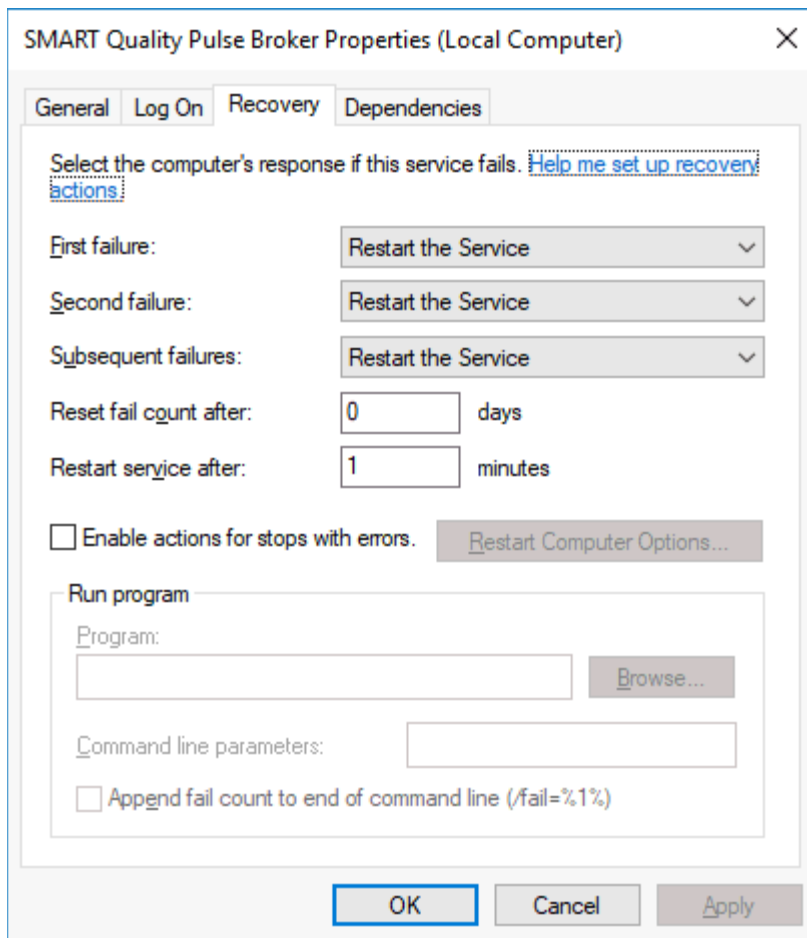 SMART Quality Pulse Broker Properties (Local Computer)
General Log On Recovery Dependencies
Select the computer's response if this service fails. Help me set up recovery
actions.
First failure: Restart the Service
Second failure: Restart the Service
Subsequent failures: Restart the Service
Reset fail count after: 0 days
Restart service after: 1 minutes
Enable actions for stops with errors. Restart Computer Options...
Run program
Program:
Browse...
Command line parameters:
Append fail count to end of command line (/fail=%1%)
OK Cancel Apply